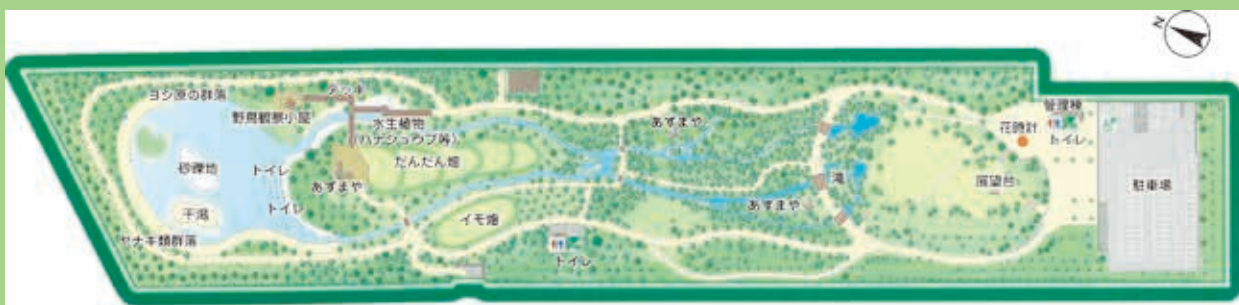 N
ヨシ原の群落
デッキ
野鳥観察小屋
水生植物
(ハナショウブ等)
だんだん畑
砂礫地
トイレ
あずまや
トイレ
干潟
ヤナギ類群落
イモ畑
トイレ
あずまや
あずまや
滝
展望台
花時計
管理棟
トイレ
駐車場